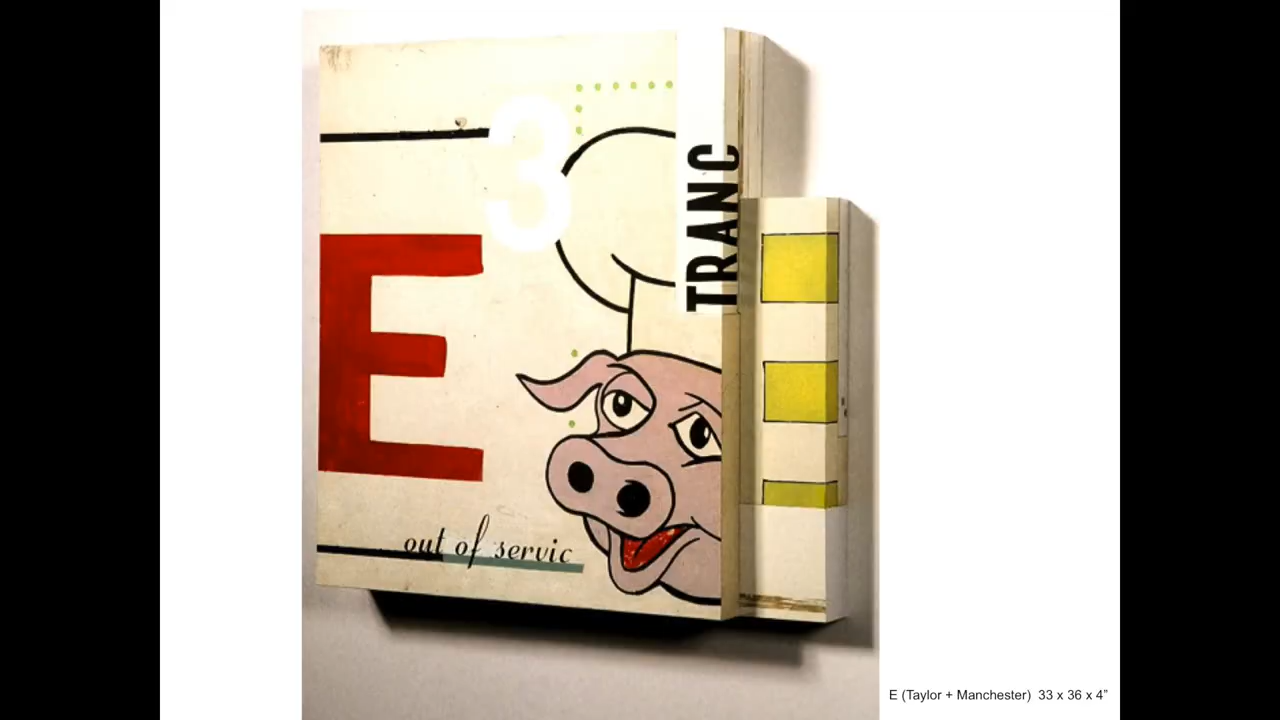 3
TRANC
E
out of servic
E (Taylor + Manchester) 33 x 36 x 4”